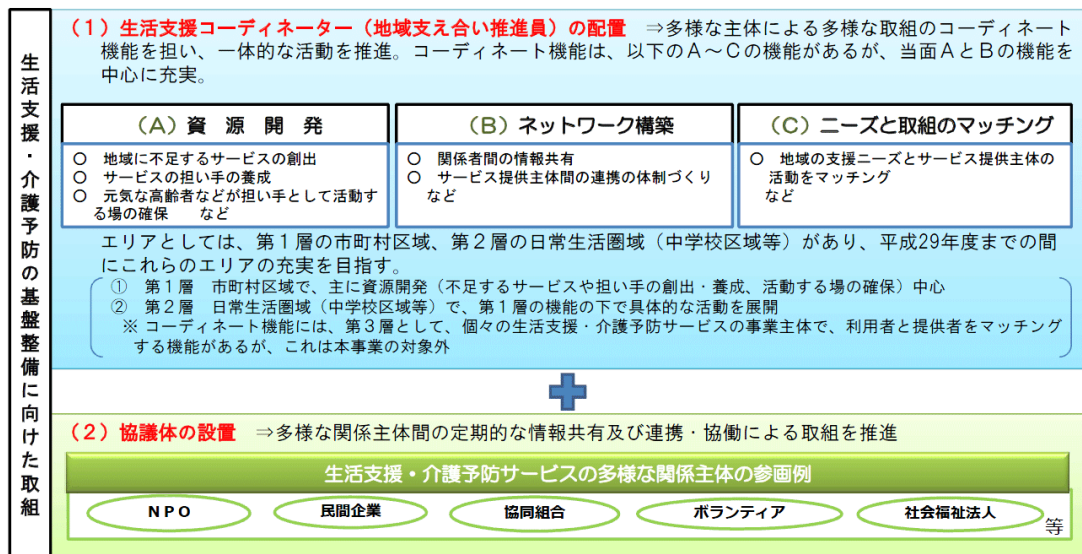 生活支援・介護予防の基盤整備に向けた取組
（１）生活支援コーディネーター（地域支え合い推進員）の配置　⇒多様な主体による多様な取組のコーディネート
機能を担い、一体的な活動を推進。コーディネート機能は、以下のＡ～Ｃの機能があるが、当面ＡとＢの機能を
中心に充実。
（Ａ）資　源　開　発
○　地域に不足するサービスの創出
○　サービスの担い手の養成
○　元気な高齢者などが担い手として活動す
る場の確保　　など
（Ｂ）ネットワーク構築
○　関係者間の情報共有
○　サービス提供主体間の連携の体制づくり
など
（Ｃ）ニーズと取組のマッチング
○　地域の支援ニーズとサービス提供主体の
活動をマッチング
など
エリアとしては、第１層の市町村区域、第２層の日常生活圏域（中学校区域等）があり、平成29年度までの間
にこれらのエリアの充実を目指す。
①　第１層　市町村区域で、主に資源開発（不足するサービスや担い手の創出・養成、活動する場の確保）中心
②　第２層　日常生活圏域（中学校区域等）で、第１層の機能の下で具体的な活動を展開
※ コーディネート機能には、第３層として、個々の生活支援・介護予防サービスの事業主体で、利用者と提供者をマッチング
する機能があるが、これは本事業の対象外
（２）協議体の設置　⇒多様な関係主体間の定期的な情報共有及び連携・協働による取組を推進
生活支援・介護予防サービスの多様な関係主体の参画例
ＮＰＯ
民間企業
協同組合
ボランティア
社会福祉法人
等